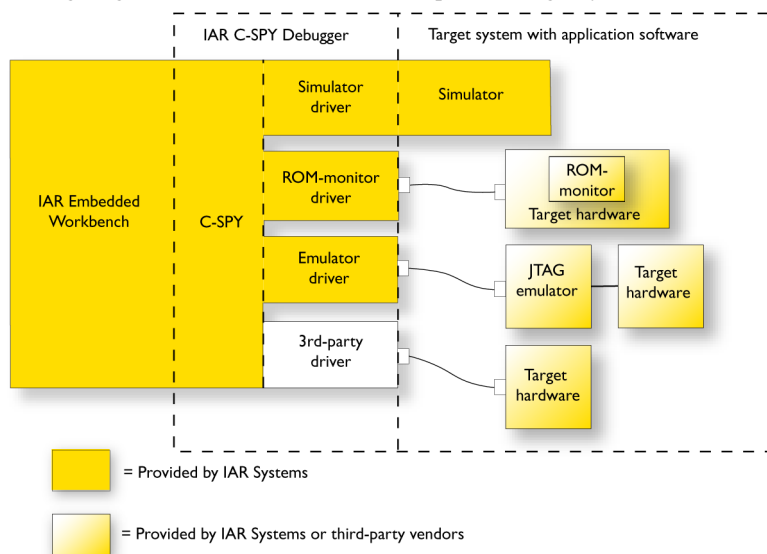 IAR C-SPY Debugger
Target system with application software
Simulator
driver
Simulator
ROM-monitor
driver
ROM-
monitor
Target hardware
IAR Embedded
Workbench
C-SPY
Emulator
driver
JTAG
emulator
Target
hardware
3rd-party
driver
Target
hardware
= Provided by IAR Systems
= Provided by IAR Systems or third-party vendors